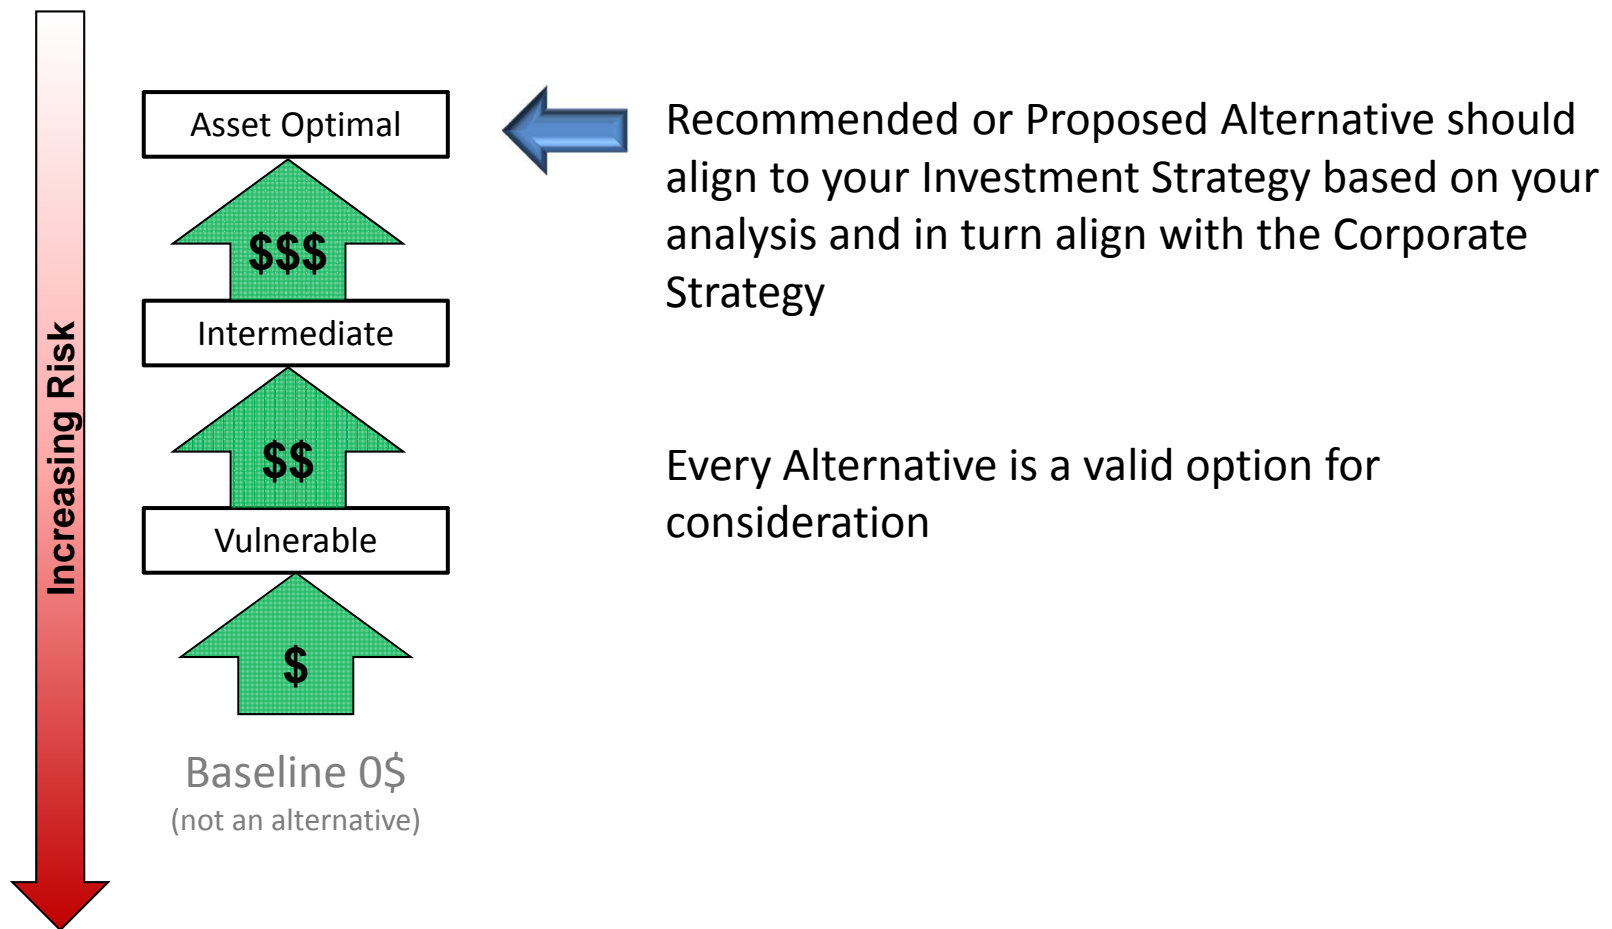 Increasing Risk
Asset Optimal
$$$
Intermediate
$$
Vulnerable
$
Baseline 0$
(not an alternative)
Recommended or Proposed Alternative should
align to your Investment Strategy based on your
analysis and in turn align with the Corporate
Strategy
Every Alternative is a valid option for
consideration